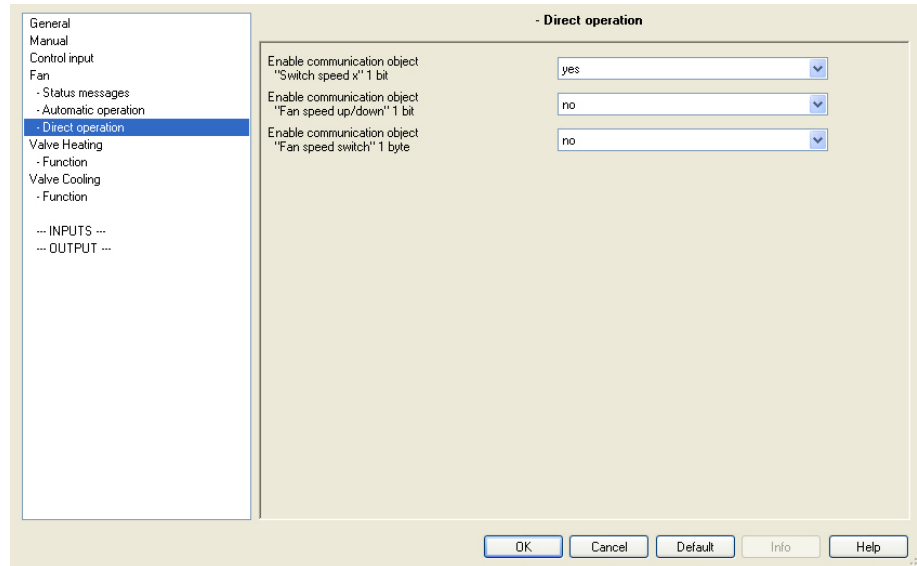 General
Manual
Control input
Fan
- Status messages
- Automatic operation
- Direct operation
Valve Heating
- Function
Valve Cooling
- Function
--- INPUTS ---
--- OUTPUT ---
- Direct operation
Enable communication object
"Switch speed x" 1 bit
yes
Enable communication object
"Fan speed up/down" 1 bit
no
Enable communication object
"Fan speed switch" 1 byte
no
OK
Cancel
Default
Info
Help